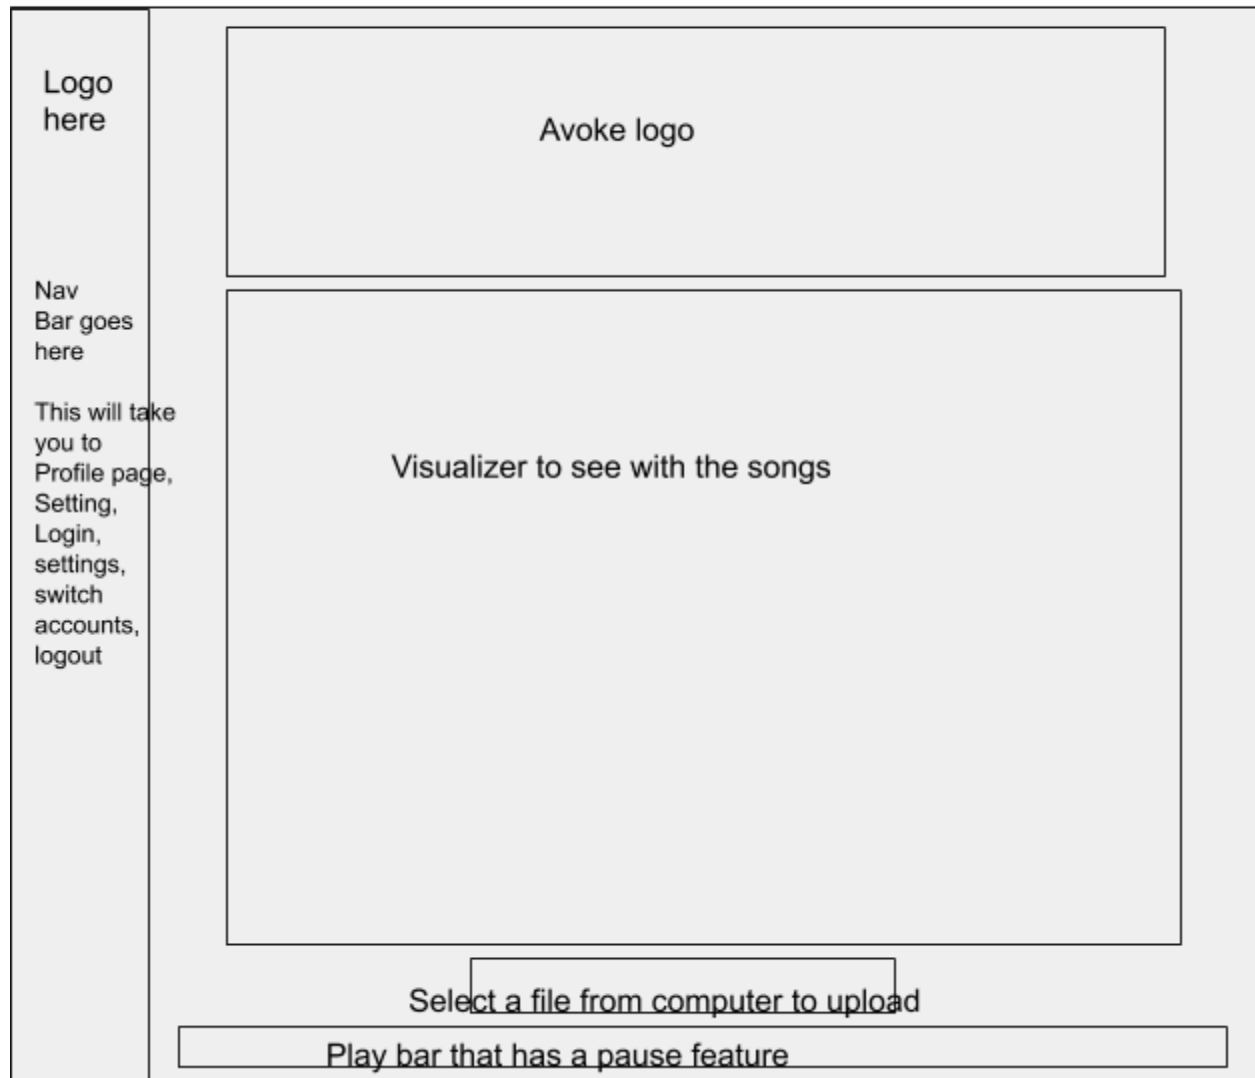 Logo
here
Avoke logo
Nav
Bar goes
here
This will take
you to
Profile page,
Setting,
Login,
settings,
switch
accounts,
logout
Visualizer to see with the songs
Select a file from computer to upload
Play bar that has a pause feature